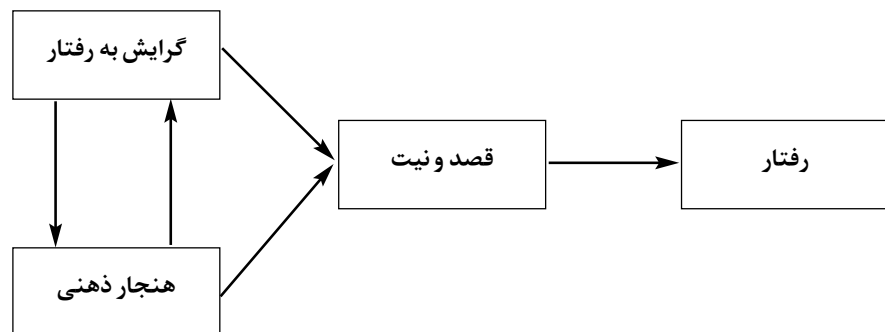 گرایش به رفتار
قصد و نیت
رفتار
هنجار ذهنی